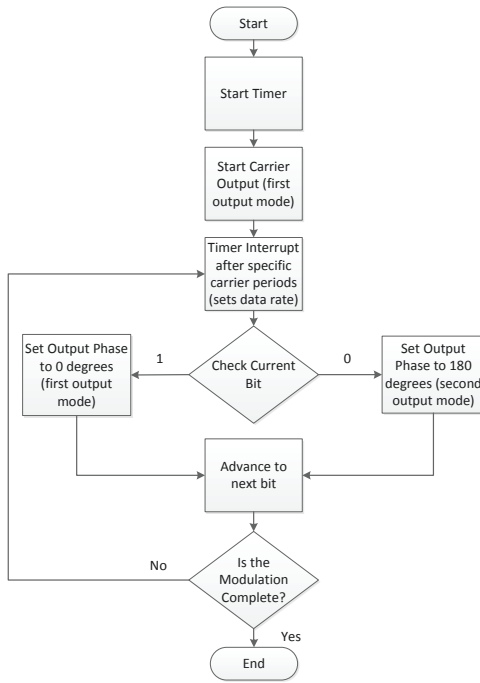 Start
Start Timer
Start Carrier
Output (first
output mode)
Timer Interrupt
after specific
carrier periods
(sets data rate)
Set Output Phase
to 0 degrees
(first output
mode)
1
Check Current
Bit
0
Set Output
Phase to 180
degrees (second
output mode)
Advance to
next bit
No
Is the
Modulation
Complete?
Yes
End